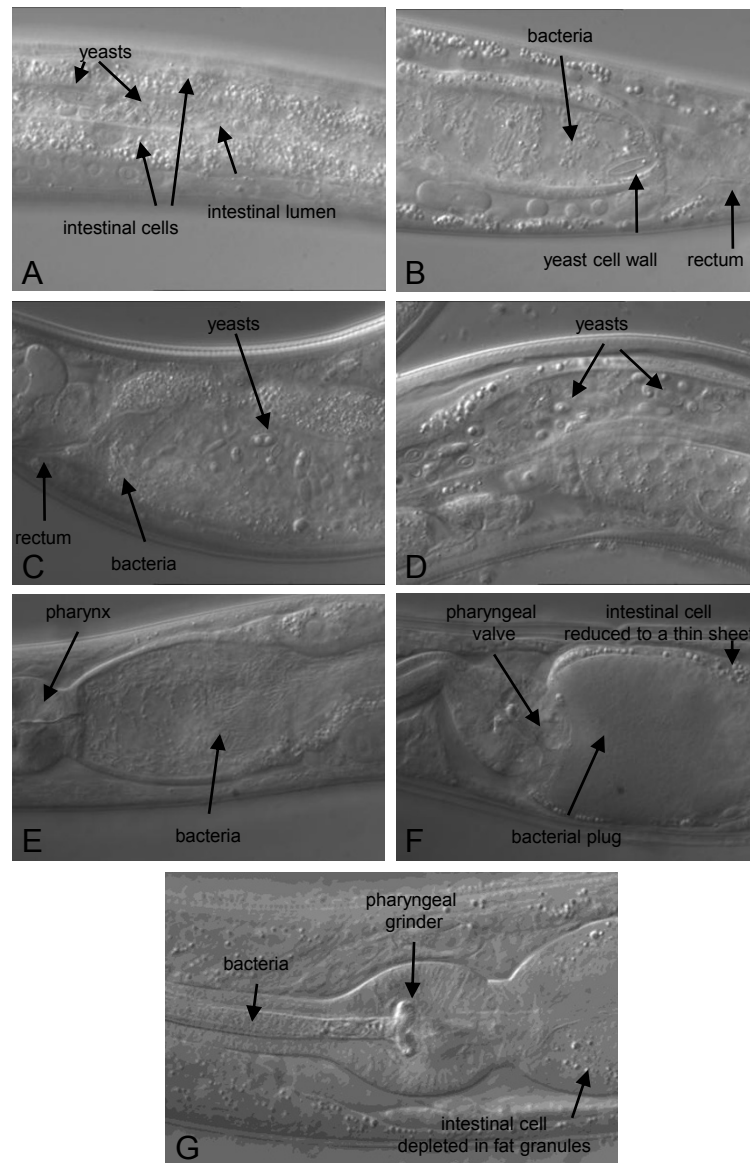 yeasts
intestinal lumen
intestinal cells
A
bacteria
yeast cell wall
rectum
B
yeasts
rectum
bacteria
C
yeasts
D
pharynx
bacteria
E
pharyngeal
valve
intestinal cell
reduced to a thin sheet
bacterial plug
F
pharyngeal
grinder
bacteria
intestinal cell
depleted in fat granules
G